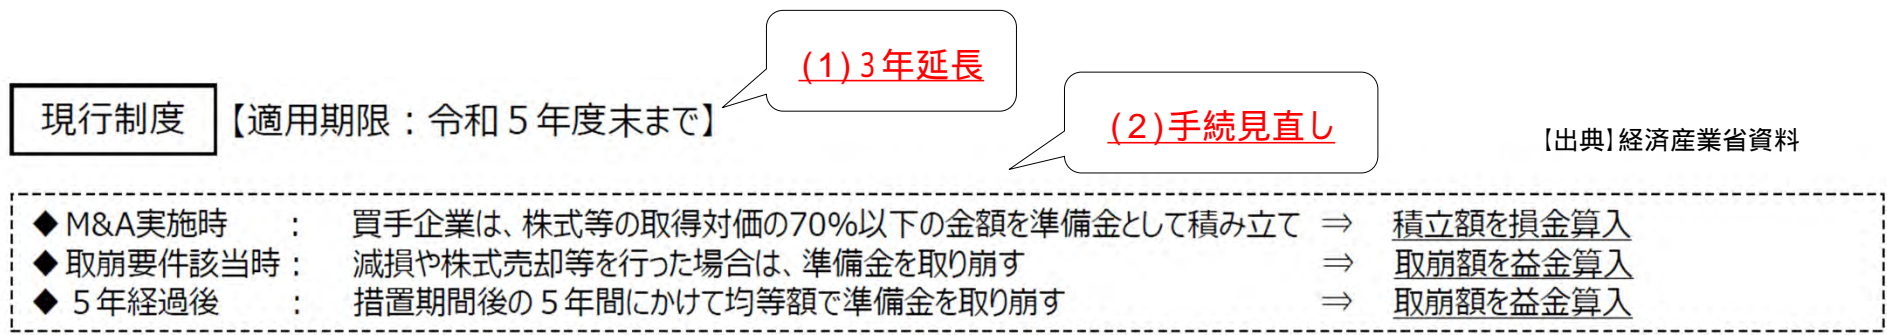 (1)3年延長
(2)手続見直し
現行制度 【適用期限：令和５年度末まで】
【出典】経済産業省資料
◆ M&A実施時 ： 買手企業は、株式等の取得対価の70%以下の金額を準備金として積み立て ⇒ 積立額を損金算入
◆ 取崩要件該当時： 減損や株式売却等を行った場合は、準備金を取り崩す ⇒ 取崩額を益金算入
◆ ５年経過後 ： 措置期間後の５年間にかけて均等額で準備金を取り崩す ⇒ 取崩額を益金算入